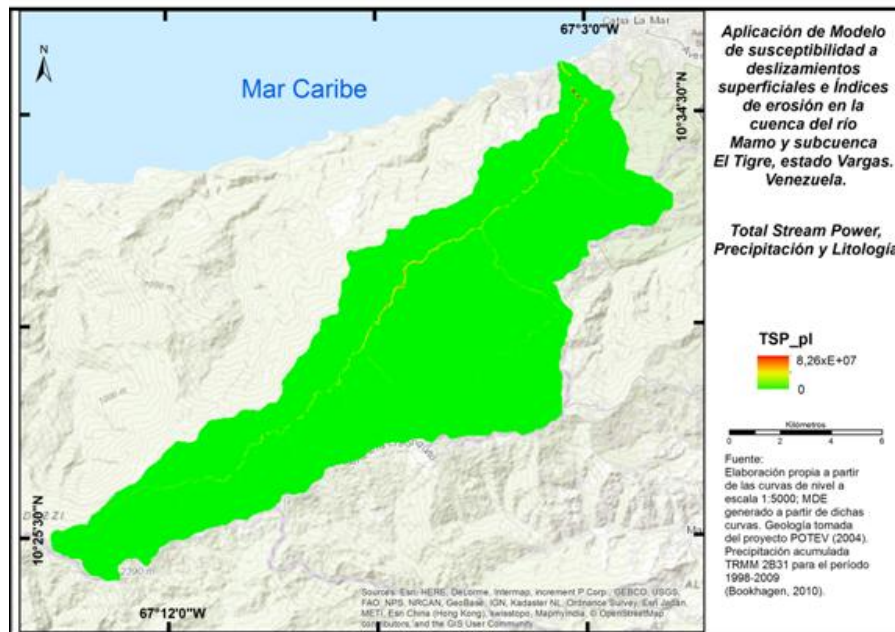 Catia La Mar
67°3'0"W
N
Mar Caribe
10°34'30"N
1000 m
10°25'30"N
2200 m
67°12'0"W
Sources: Esri, HERE, DeLorme, Intermap, increment P Corp., GEBCO, USGS,
FAO, NPS, NRCAN, GeoBase, IGN, Kadaster NL, Ordnance Survey, Esri Japan,
METI, Esri China (Hong Kong), swisstopo, MapmyIndia, © OpenStreetMap
contributors, and the GIS User Community
Aplicación de Modelo
de susceptibilidad a
deslizamientos
superficiales e Índices
de erosión en la
cuenca del río
Mamo y subcuenca
El Tigre, estado Vargas.
Venezuela.
Total Stream Power,
Precipitación y Litología
TSP_pl
8,26xE+07
0
Kilómetros
0 2 4 6 8
Fuente:
Elaboración propia a partir
de las curvas de nivel a
escala 1:5000; MDE
generado a partir de dichas
curvas. Geología tomada
del proyecto POTEV (2004).
Precipitación acumulada
TRMM 2B31 para el período
1998-2009
(Bookhagen, 2010).